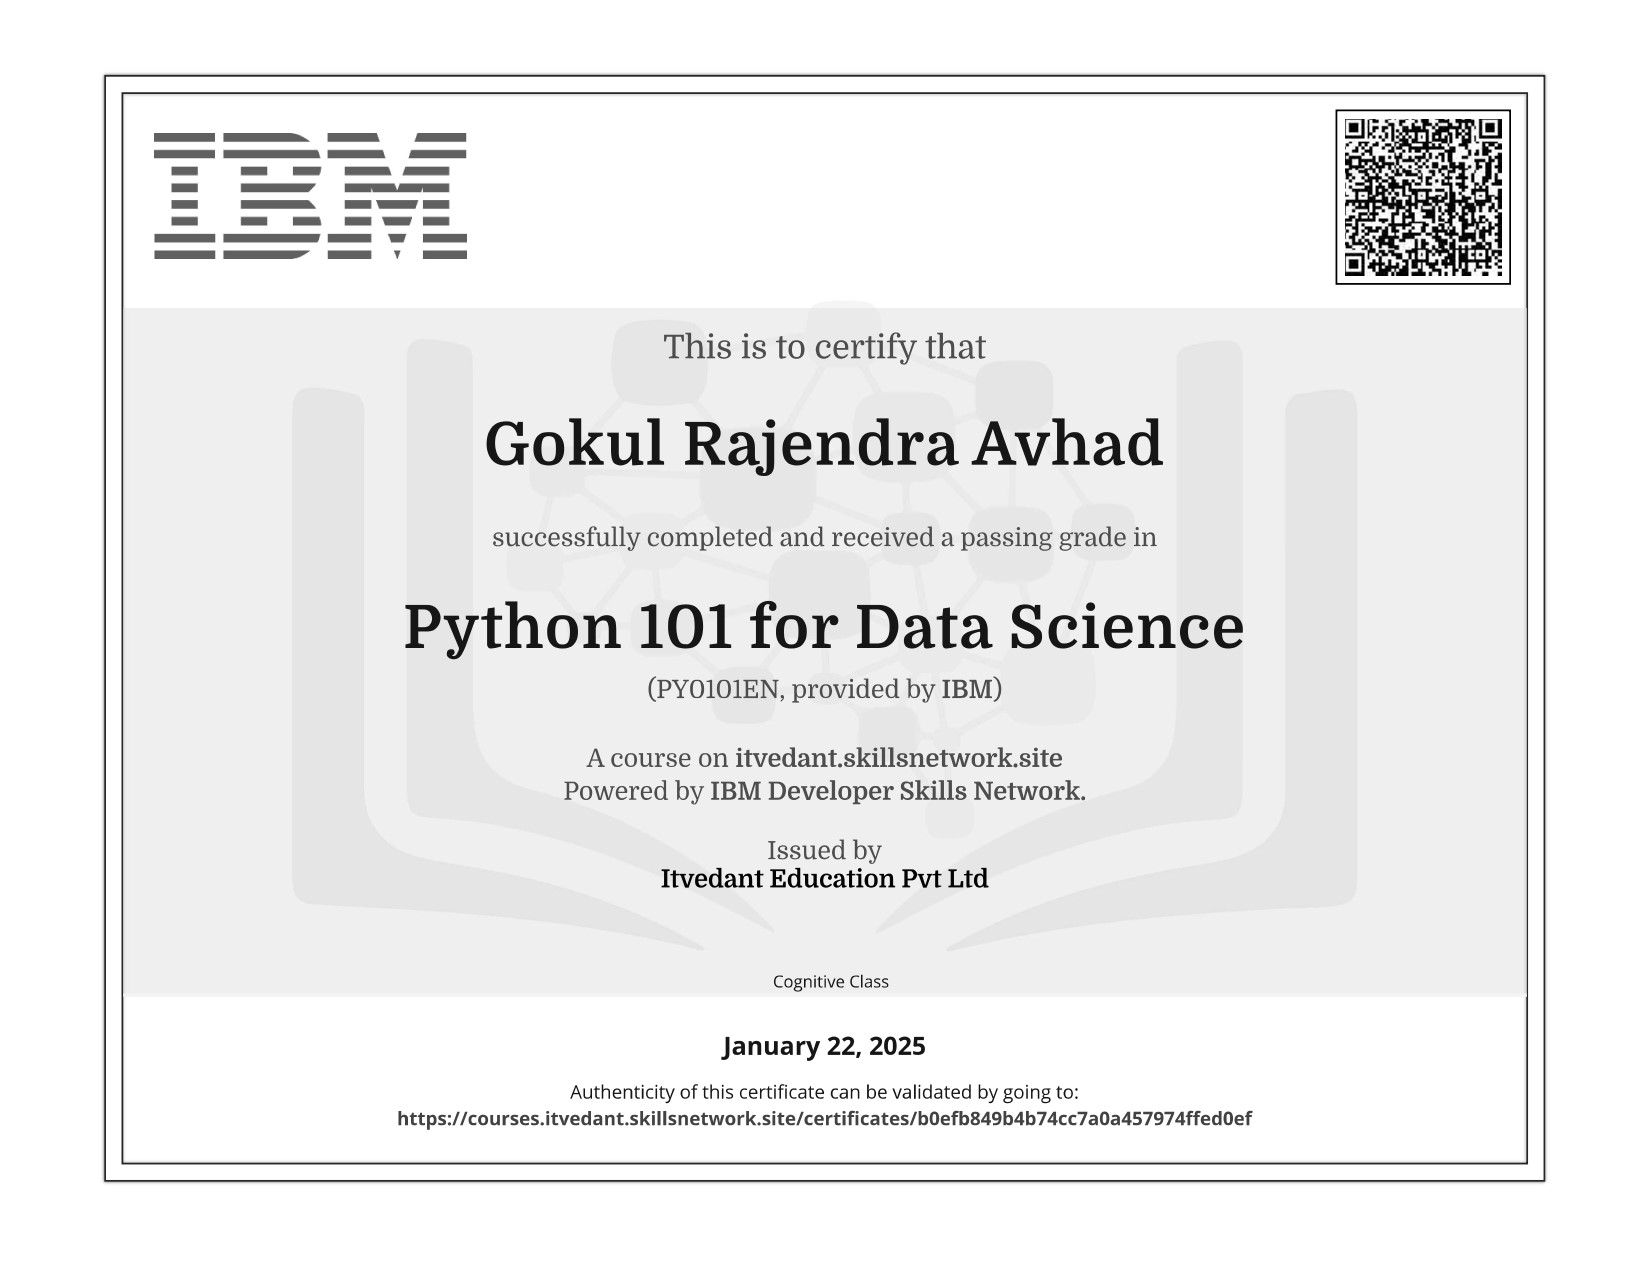 IBM
This is to certify that
Gokul Rajendra Avhad
successfully completed and received a passing grade in
Python 101 for Data Science
(PY0101EN, provided by IBM)
A course on itvedant.skillsnetwork.site
Powered by IBM Developer Skills Network.
Issued by
Itvedant Education Pvt Ltd
Cognitive Class
January 22, 2025
Authenticity of this certificate can be validated by going to:
https://courses.itvedant.skillsnetwork.site/certificates/b0efb849b4b74cc7a0a457974ffed0ef